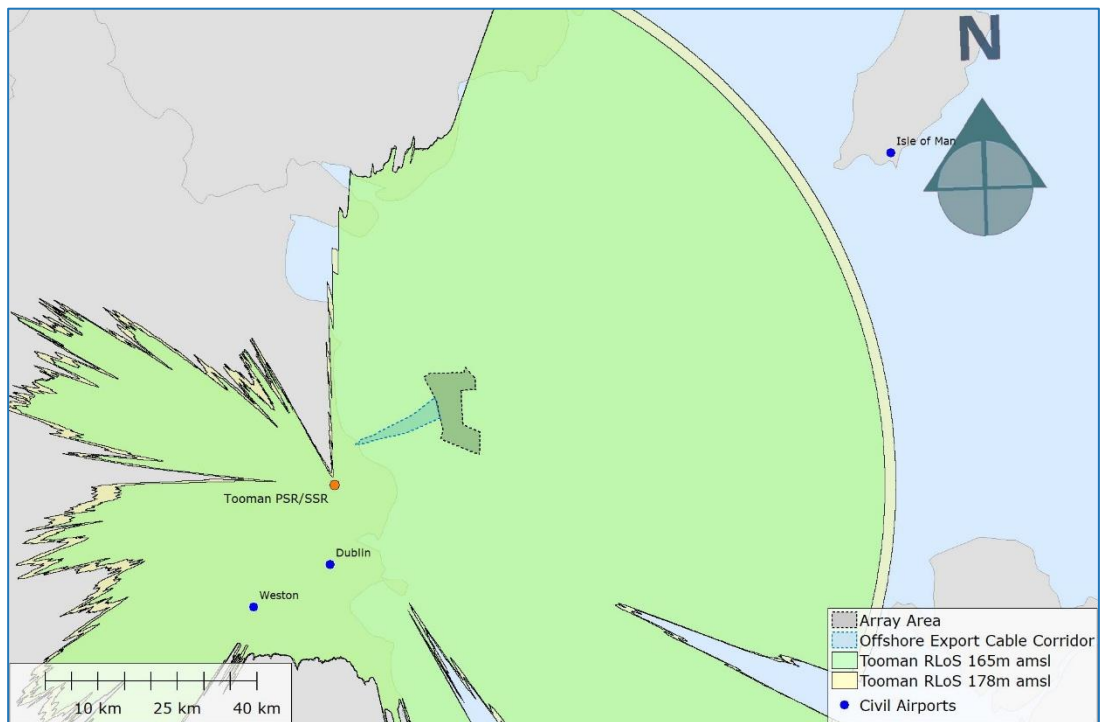 N
Isle of Man
Tooman PSR/SSR
Dublin
Weston
Array Area
Offshore Export Cable Corridor
Tooman RLoS 165m amsl
Tooman RLoS 178m amsl
Civil Airports
10 km 25 km 40 km